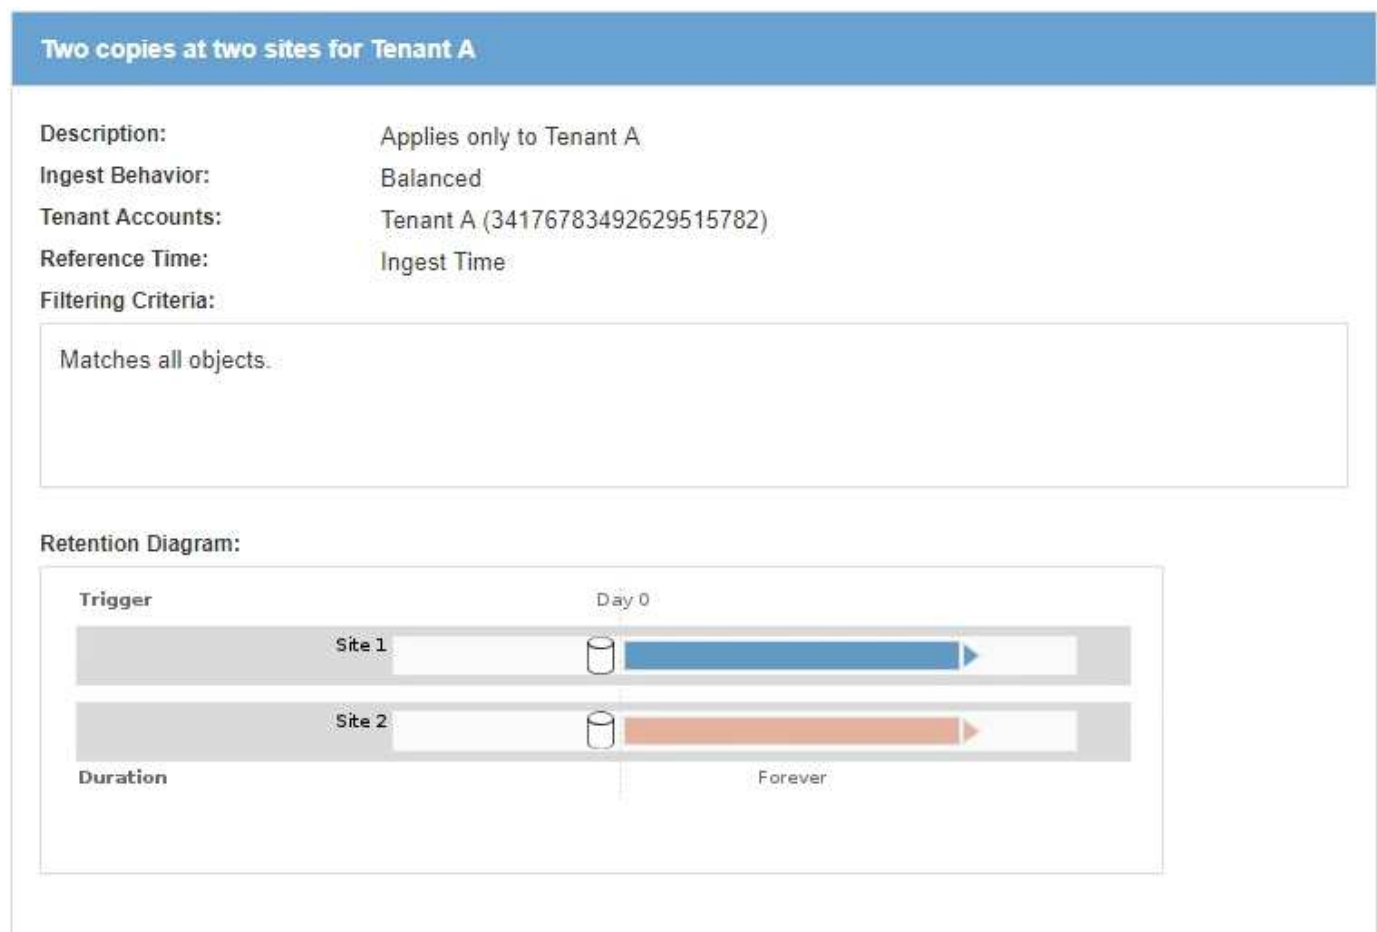 Two copies at two sites for Tenant A
Description: Applies only to Tenant A
Ingest Behavior: Balanced
Tenant Accounts: Tenant A (34176783492629515782)
Reference Time: Ingest Time
Filtering Criteria:
Matches all objects.
Retention Diagram:
Trigger Day 0
Site 1
Site 2
Duration Forever